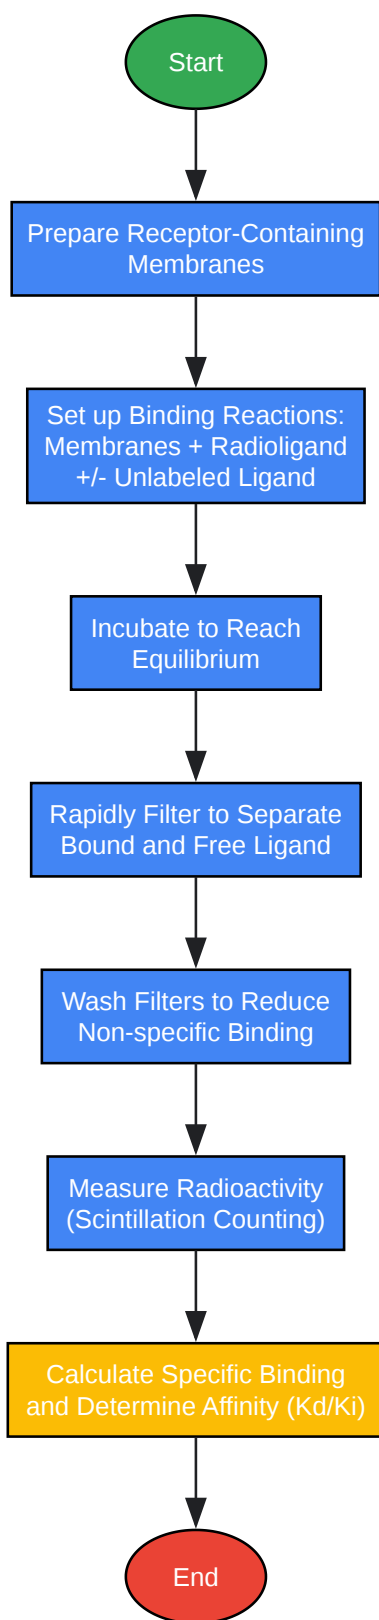 Start
Prepare Receptor-Containing
Membranes
Set up Binding Reactions:
Membranes + Radioligand
+/- Unlabeled Ligand
Incubate to Reach
Equilibrium
Rapidly Filter to Separate
Bound and Free Ligand
Wash Filters to Reduce
Non-specific Binding
Measure Radioactivity
(Scintillation Counting)
Calculate Specific Binding
and Determine Affinity (Kd/Ki)
End